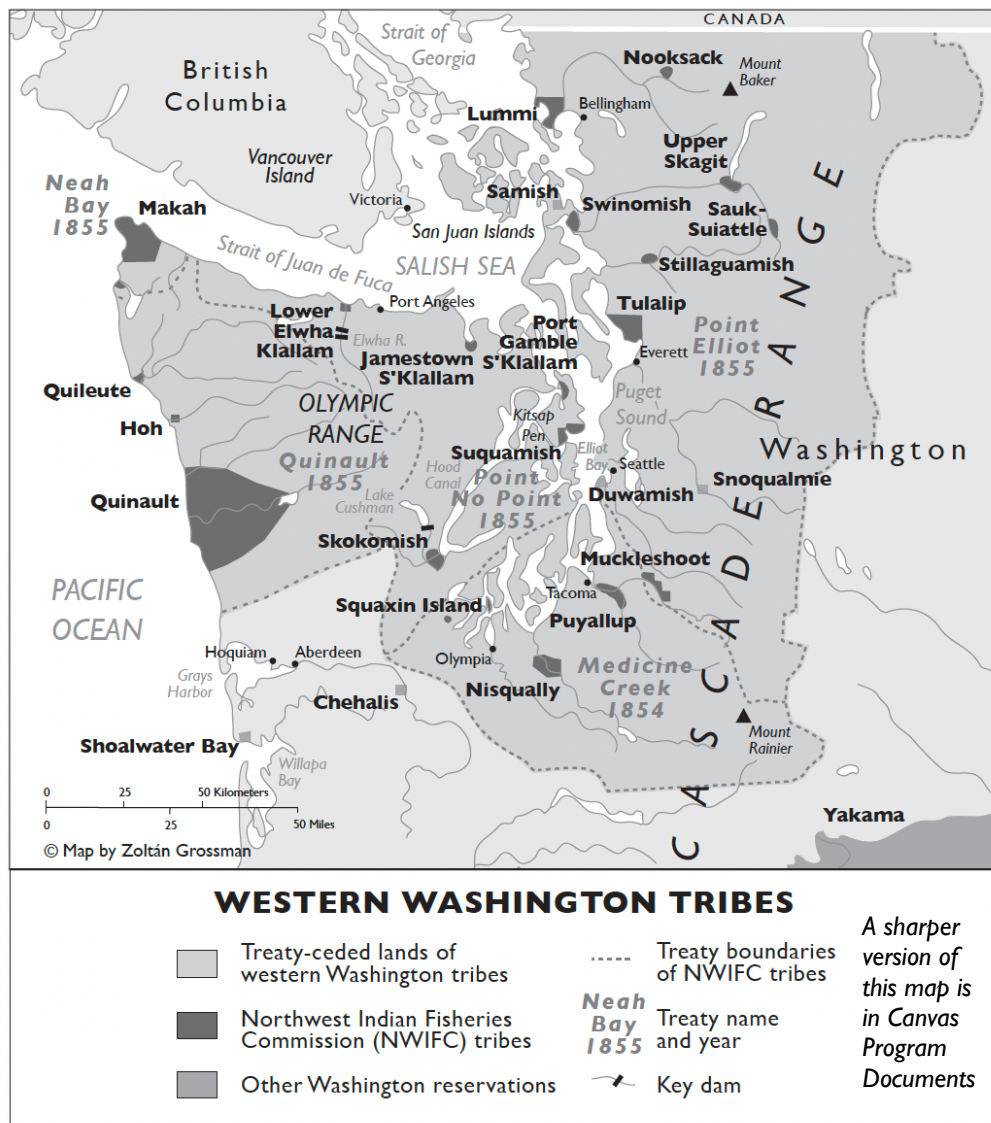 CANADA
Strait of
Georgia
British
Columbia
Nooksack
Mount
Baker
Lummi
Bellingham
Upper
Skagit
Vancouver
Island
Neah
Bay
1855
Makah
Victoria
Samish
Swinomish
Sauk-
Suiattle
San Juan Islands
Strait of Juan de Fuca
SALISH SEA
Stillaguamish
Tulalip
Lower
Elwha
Klallam
Port Angeles
Elwha R.
Jamestown
S'Klallam
Port
Gamble
S'Klallam
Point
Elliot
1855
Everett
Puget
Sound
Quileute
Hoh
OLYMPIC
RANGE
Quinault
1855
Kitsap
Pen
Suquamish
Hood
Canal
Point
No Point
1855
Elliot
Bay
Seattle
Duwamish
Snoqualmie
Washington
CASCADE RANGE
Quinault
Lake
Cushman
Skokomish
Muckleshoot
Tacoma
PACIFIC
OCEAN
Squaxin Island
Puyallup
Hoquiam
Aberdeen
Olympia
Grays
Harbor
Nisqually
Medicine
Creek
1854
Chehalis
Shoalwater Bay
Mount
Rainier
Willapa
Bay
0 25 50 Kilometers
0 25 50 Miles
Yakama
© Map by Zoltán Grossman
WESTERN WASHINGTON TRIBES
Treaty-ceded lands of
western Washington tribes
Northwest Indian Fisheries
Commission (NWIFC) tribes
Other Washington reservations
Treaty boundaries
of NWIFC tribes
Neah
Bay
1855
Treaty name
and year
Key dam
A sharper
version of
this map is
in Canvas
Program
Documents